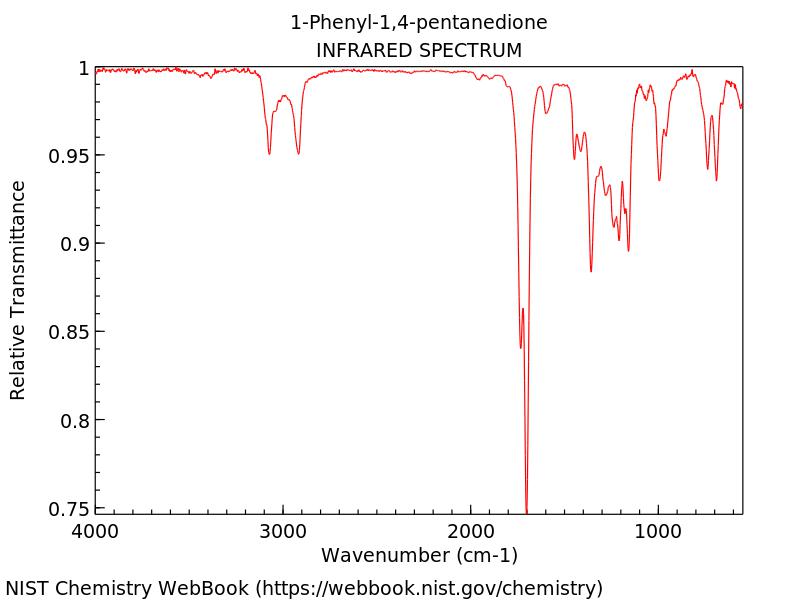 1-Phenyl-1,4-pentanedione
INFRARED SPECTRUM
1
0.95
0.9
0.85
0.8
0.75
Relative Transmittance
4000 3000 2000 1000
Wavenumber (cm-1)
NIST Chemistry WebBook (https://webbook.nist.gov/chemistry)